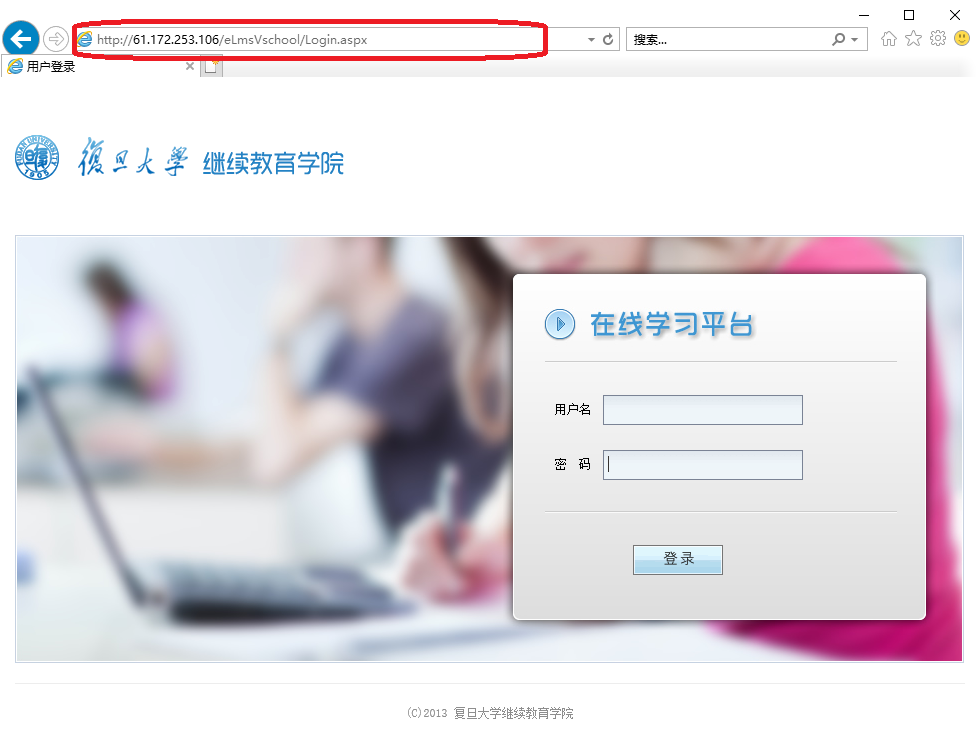 http://61.172.253.106/eLmsVschool/Login.aspx
搜索...
用户登录
復旦大學 继续教育学院
在线学习平台
用户名
密 码
登 录
(C)2013 复旦大学继续教育学院